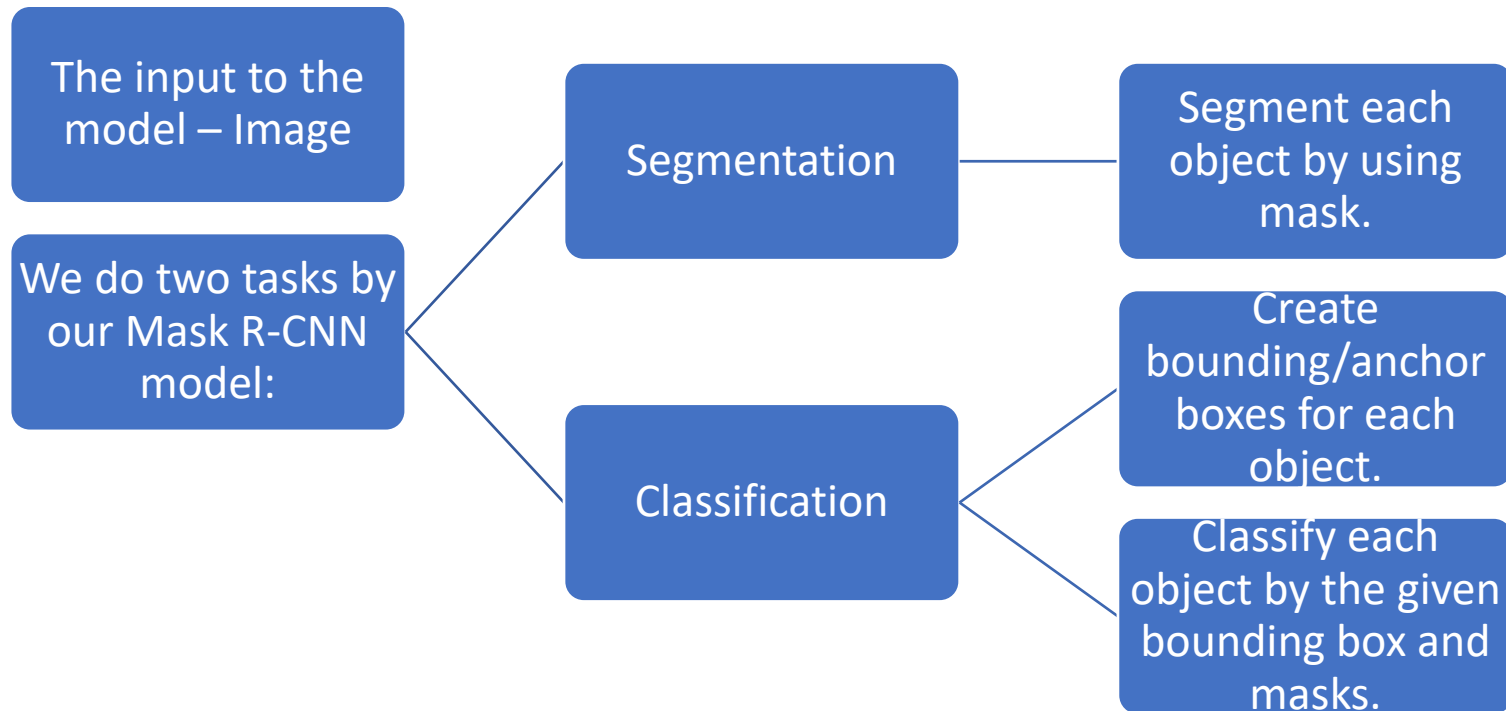 The input to the
model – Image
We do two tasks by
our Mask R-CNN
model:
Segmentation
Segment each
object by using
mask.
Classification
Create
bounding/anchor
boxes for each
object.
Classify each
object by the given
bounding box and
masks.